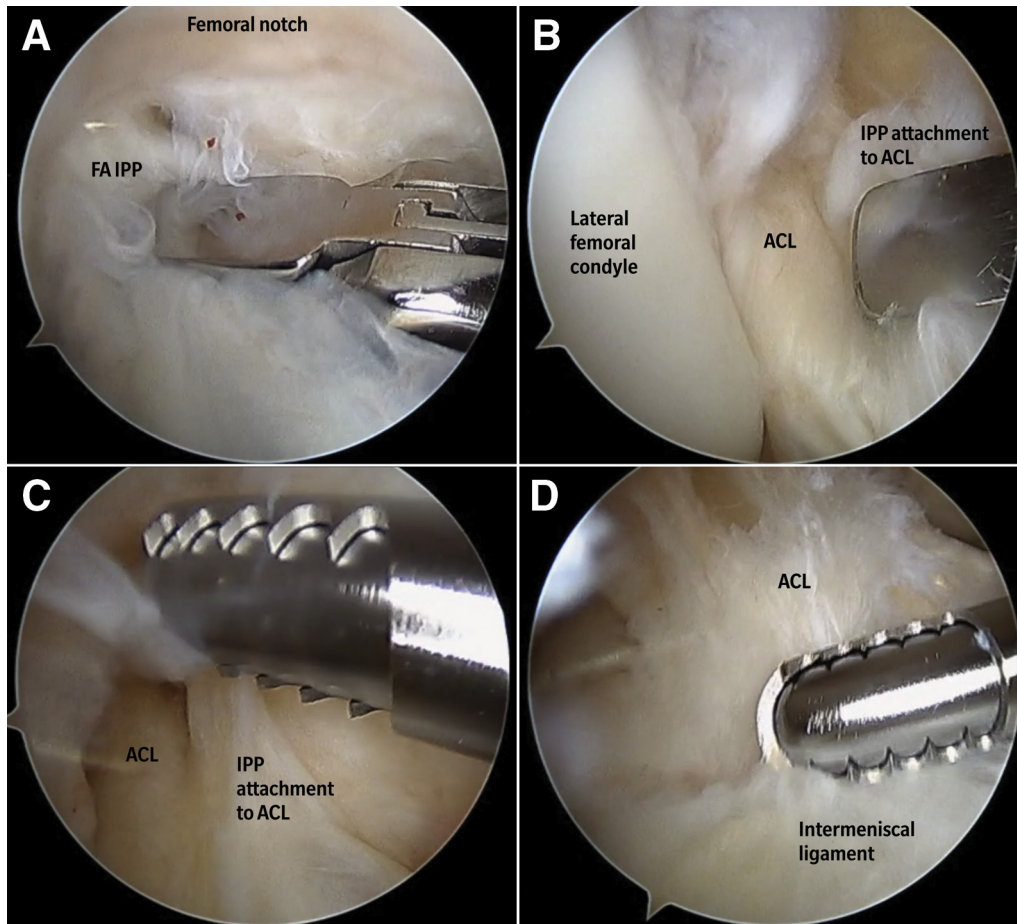 A
Femoral notch
FA IPP
B
IPP attachment
to ACL
Lateral
femoral
condyle
ACL
C
ACL
IPP
attachment
to ACL
D
ACL
Intermeniscal
ligament